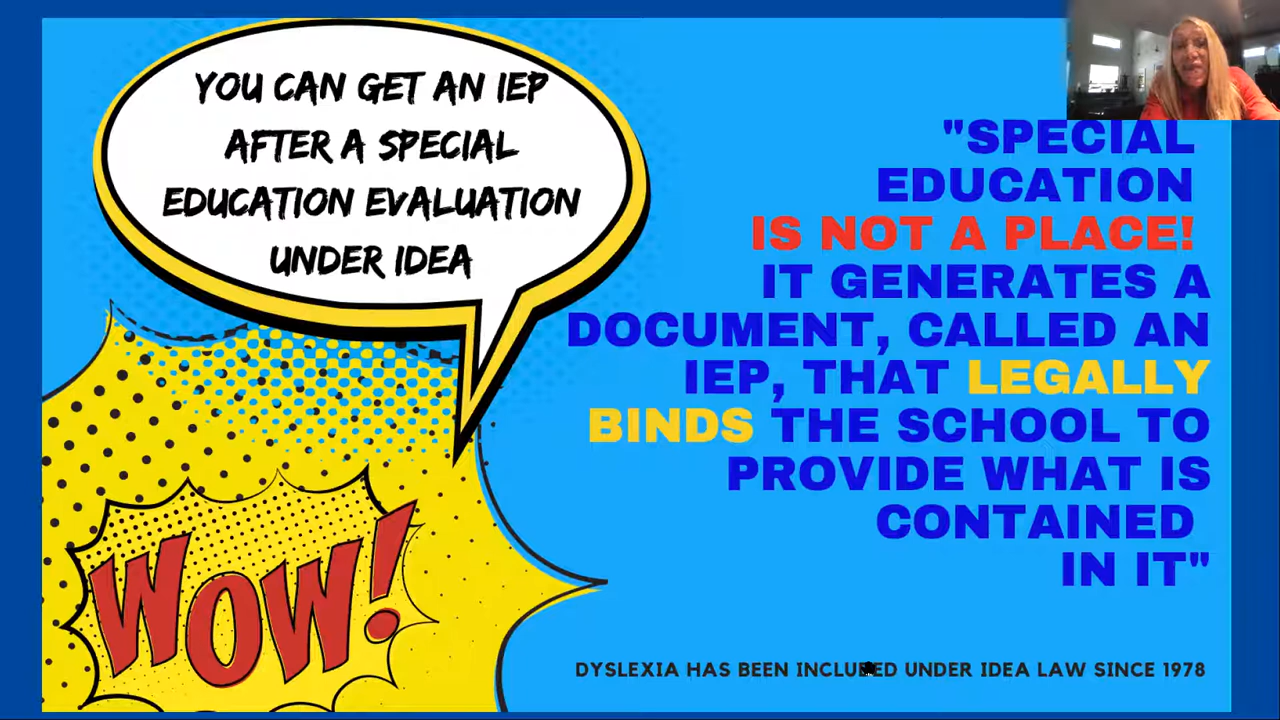 YOU CAN GET AN IEP
AFTER A SPECIAL
EDUCATION EVALUATION
UNDER IDEA
"SPECIAL
EDUCATION
IS NOT A PLACE!
IT GENERATES A
DOCUMENT, CALLED AN
IEP, THAT LEGALLY
BINDS THE SCHOOL TO
PROVIDE WHAT IS
CONTAINED
IN IT"
WOW!
DYSLEXIA HAS BEEN INCLUDED UNDER IDEA LAW SINCE 1978